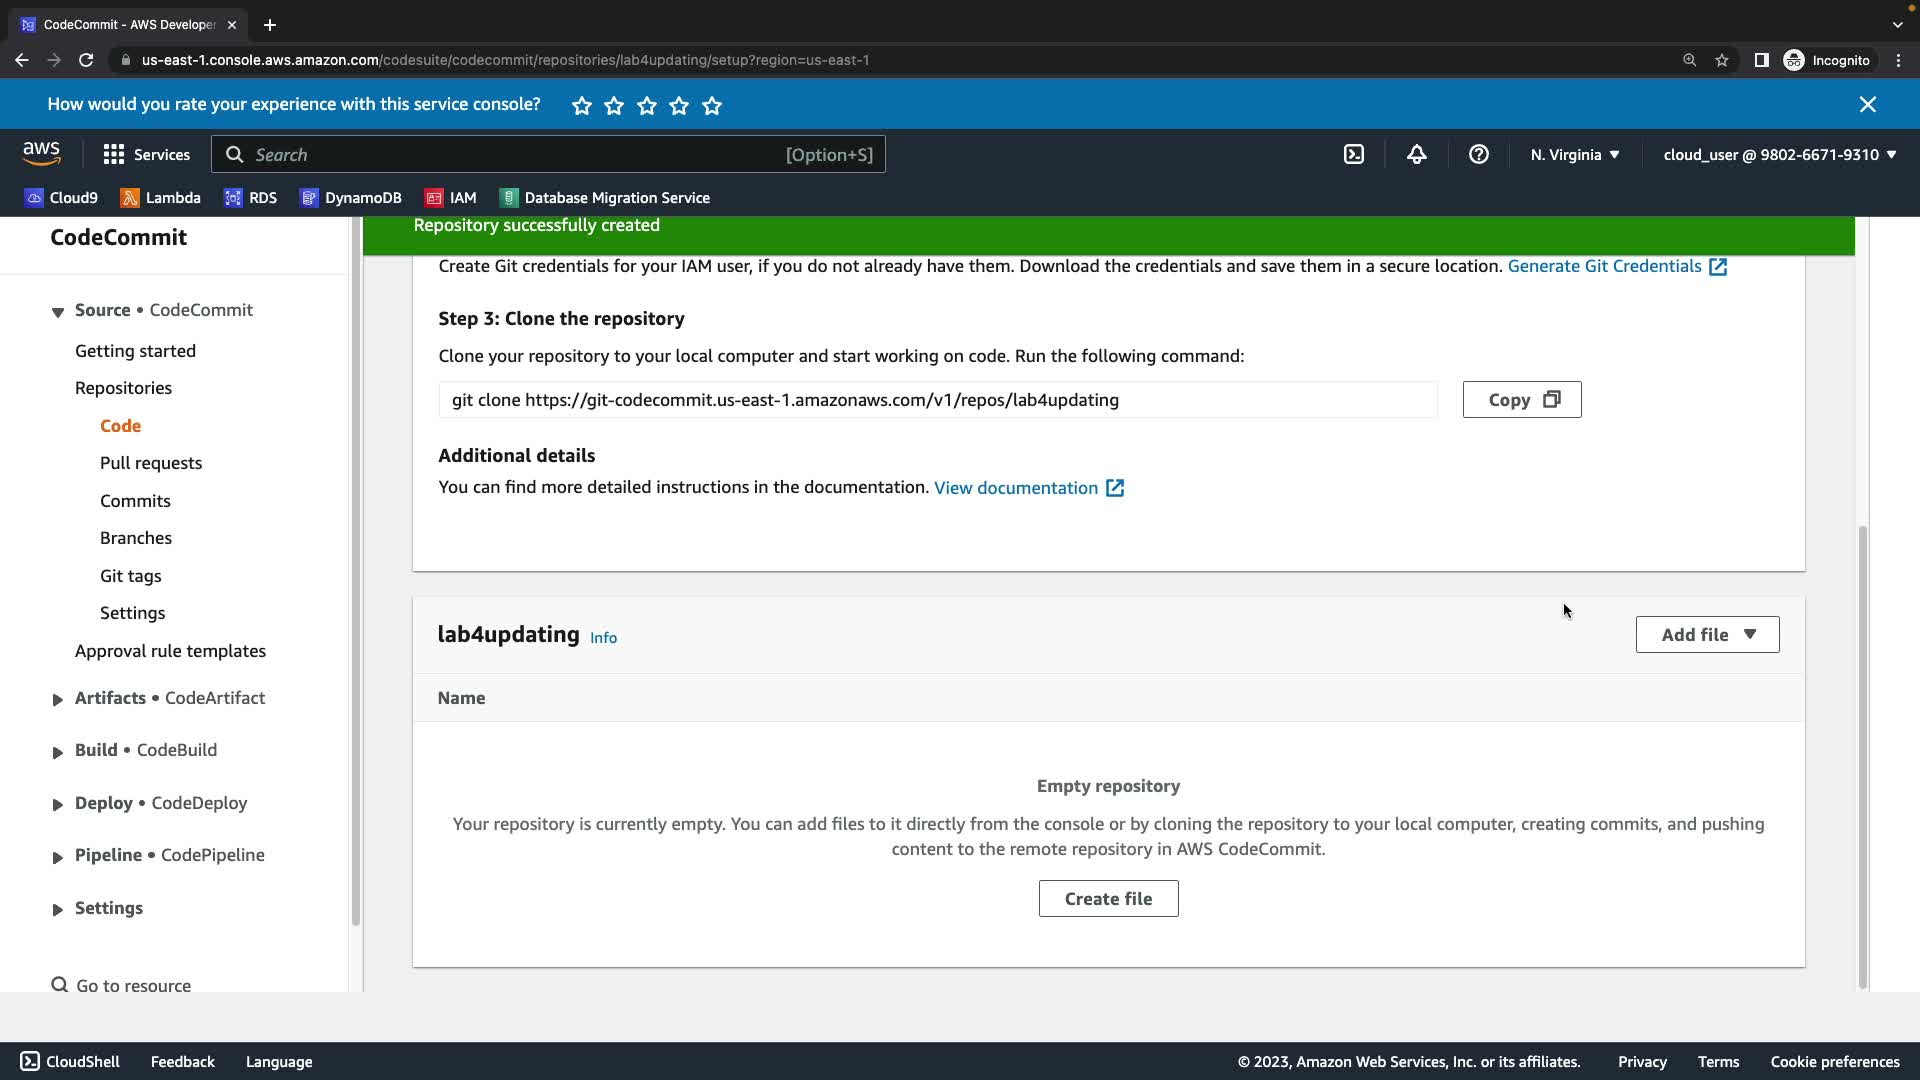 CodeCommit - AWS Developer
us-east-1.console.aws.amazon.com/codesuite/codecommit/repositories/lab4updating/setup?region=us-east-1
Incognito
How would you rate your experience with this service console?
aws
Services
Search
[Option+S]
N. Virginia
cloud_user @ 9802-6671-9310
Cloud9
Lambda
RDS
DynamoDB
IAM
Database Migration Service
CodeCommit
Source • CodeCommit
Getting started
Repositories
Code
Pull requests
Commits
Branches
Git tags
Settings
Approval rule templates
Artifacts • CodeArtifact
Build • CodeBuild
Deploy • CodeDeploy
Pipeline • CodePipeline
Settings
Go to resource
Repository successfully created
Create Git credentials for your IAM user, if you do not already have them. Download the credentials and save them in a secure location. Generate Git Credentials
Step 3: Clone the repository
Clone your repository to your local computer and start working on code. Run the following command:
git clone https://git-codecommit.us-east-1.amazonaws.com/v1/repos/lab4updating
Copy
Additional details
You can find more detailed instructions in the documentation. View documentation
lab4updating Info
Add file
Name
Empty repository
Your repository is currently empty. You can add files to it directly from the console or by cloning the repository to your local computer, creating commits, and pushing
content to the remote repository in AWS CodeCommit.
Create file
CloudShell
Feedback
Language
© 2023, Amazon Web Services, Inc. or its affiliates.
Privacy
Terms
Cookie preferences